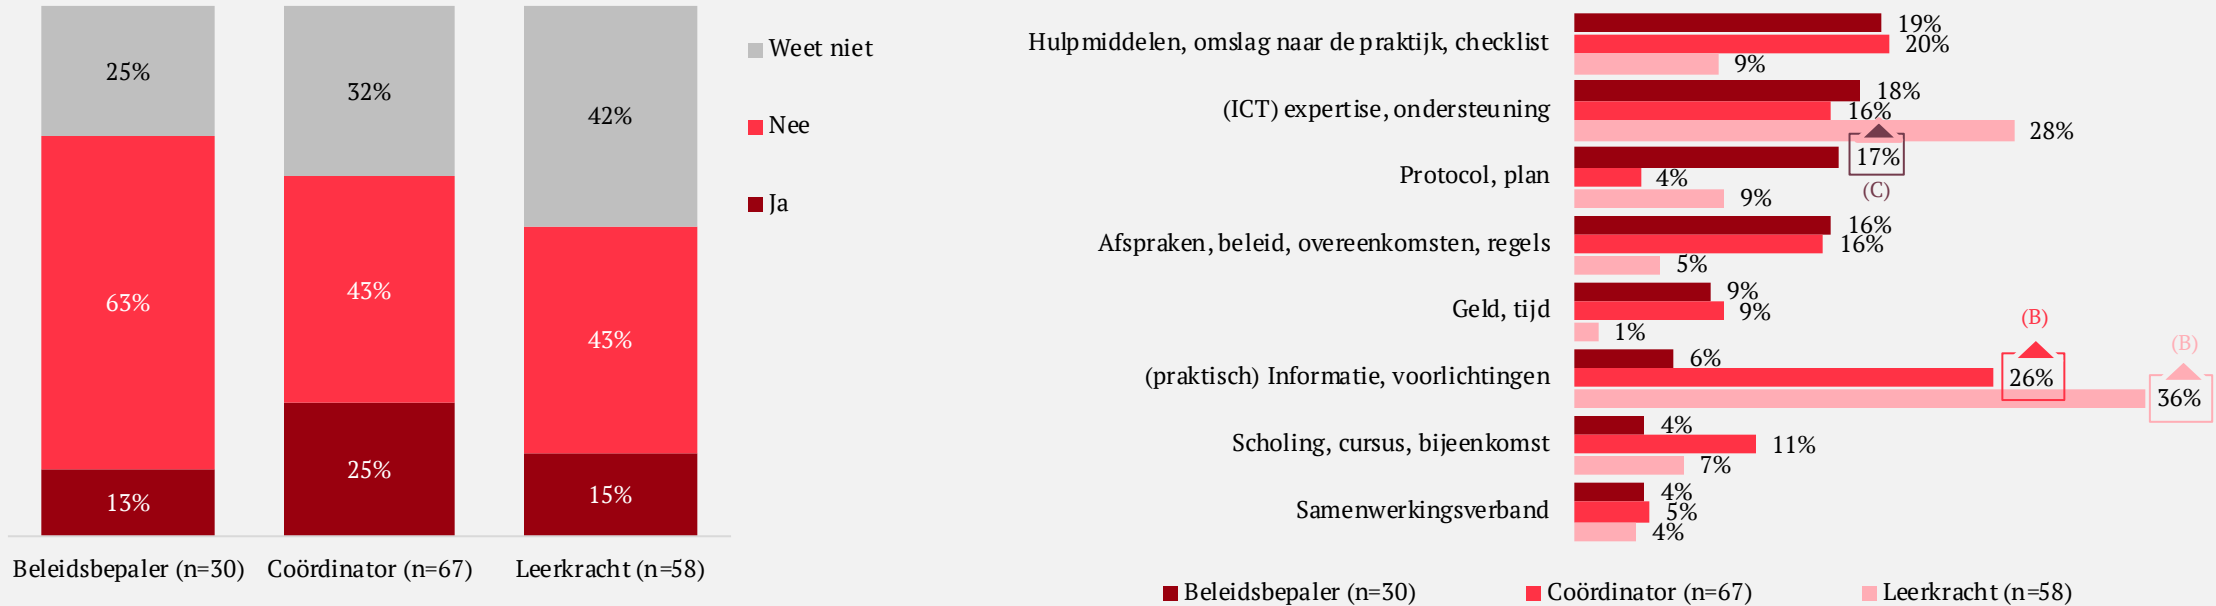 25%
32%
42%
63%
43%
43%
13%
25%
15%
Beleidsbepaler (n=30)
Coördinator (n=67)
Leerkracht (n=58)
Weet niet
Nee
Ja
Hulpmiddelen, omslag naar de praktijk, checklist
19%
20%
9%
(ICT) expertise, ondersteuning
18%
16%
28%
Protocol, plan
17%
(C)
4%
9%
Afspraken, beleid, overeenkomsten, regels
16%
16%
5%
Geld, tijd
9%
9%
1%
(praktisch) Informatie, voorlichtingen
6%
(B)
26%
(B)
36%
Scholing, cursus, bijeenkomst
4%
11%
7%
Samenwerkingsverband
4%
5%
4%
Beleidsbepaler (n=30)
Coördinator (n=67)
Leerkracht (n=58)